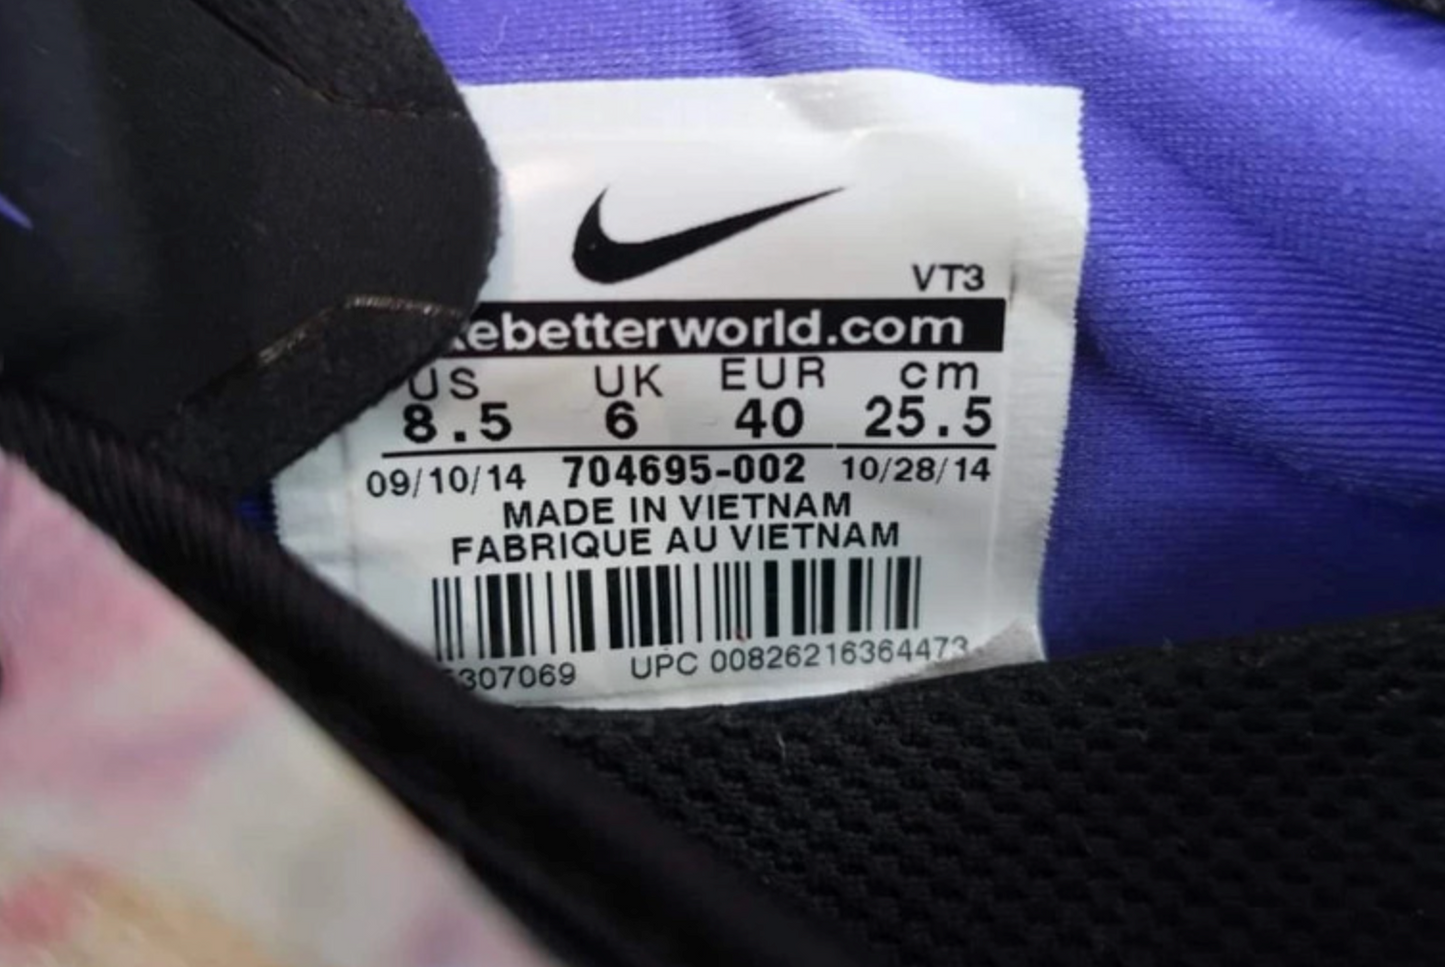 VT3
kebetterworld.com
US UK EUR cm
8.5 6 40 25.5
09/10/14 704695-002 10/28/14
MADE IN VIETNAM
FABRIQUE AU VIETNAM
307069 UPC 00826216364473